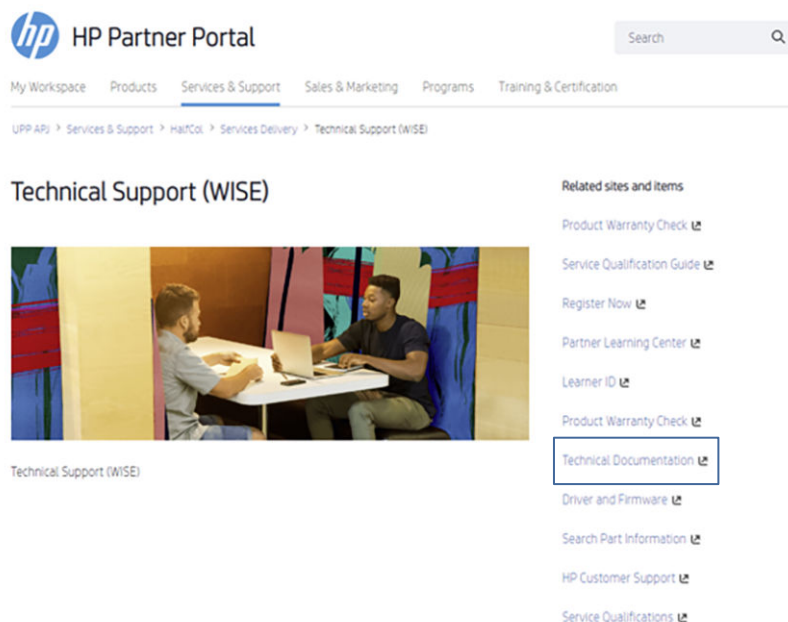 hp HP Partner Portal
Search
My Workspace Products Services & Support Sales & Marketing Programs Training & Certification
UPP APJ > Services & Support > HalfCol > Services Delivery > Technical Support (WISE)
Technical Support (WISE)
Related sites and items
Product Warranty Check
Service Qualification Guide
Register Now
Partner Learning Center
Learner ID
Product Warranty Check
Technical Documentation
Technical Support (WISE)
Driver and Firmware
Search Part Information
HP Customer Support
Service Qualifications